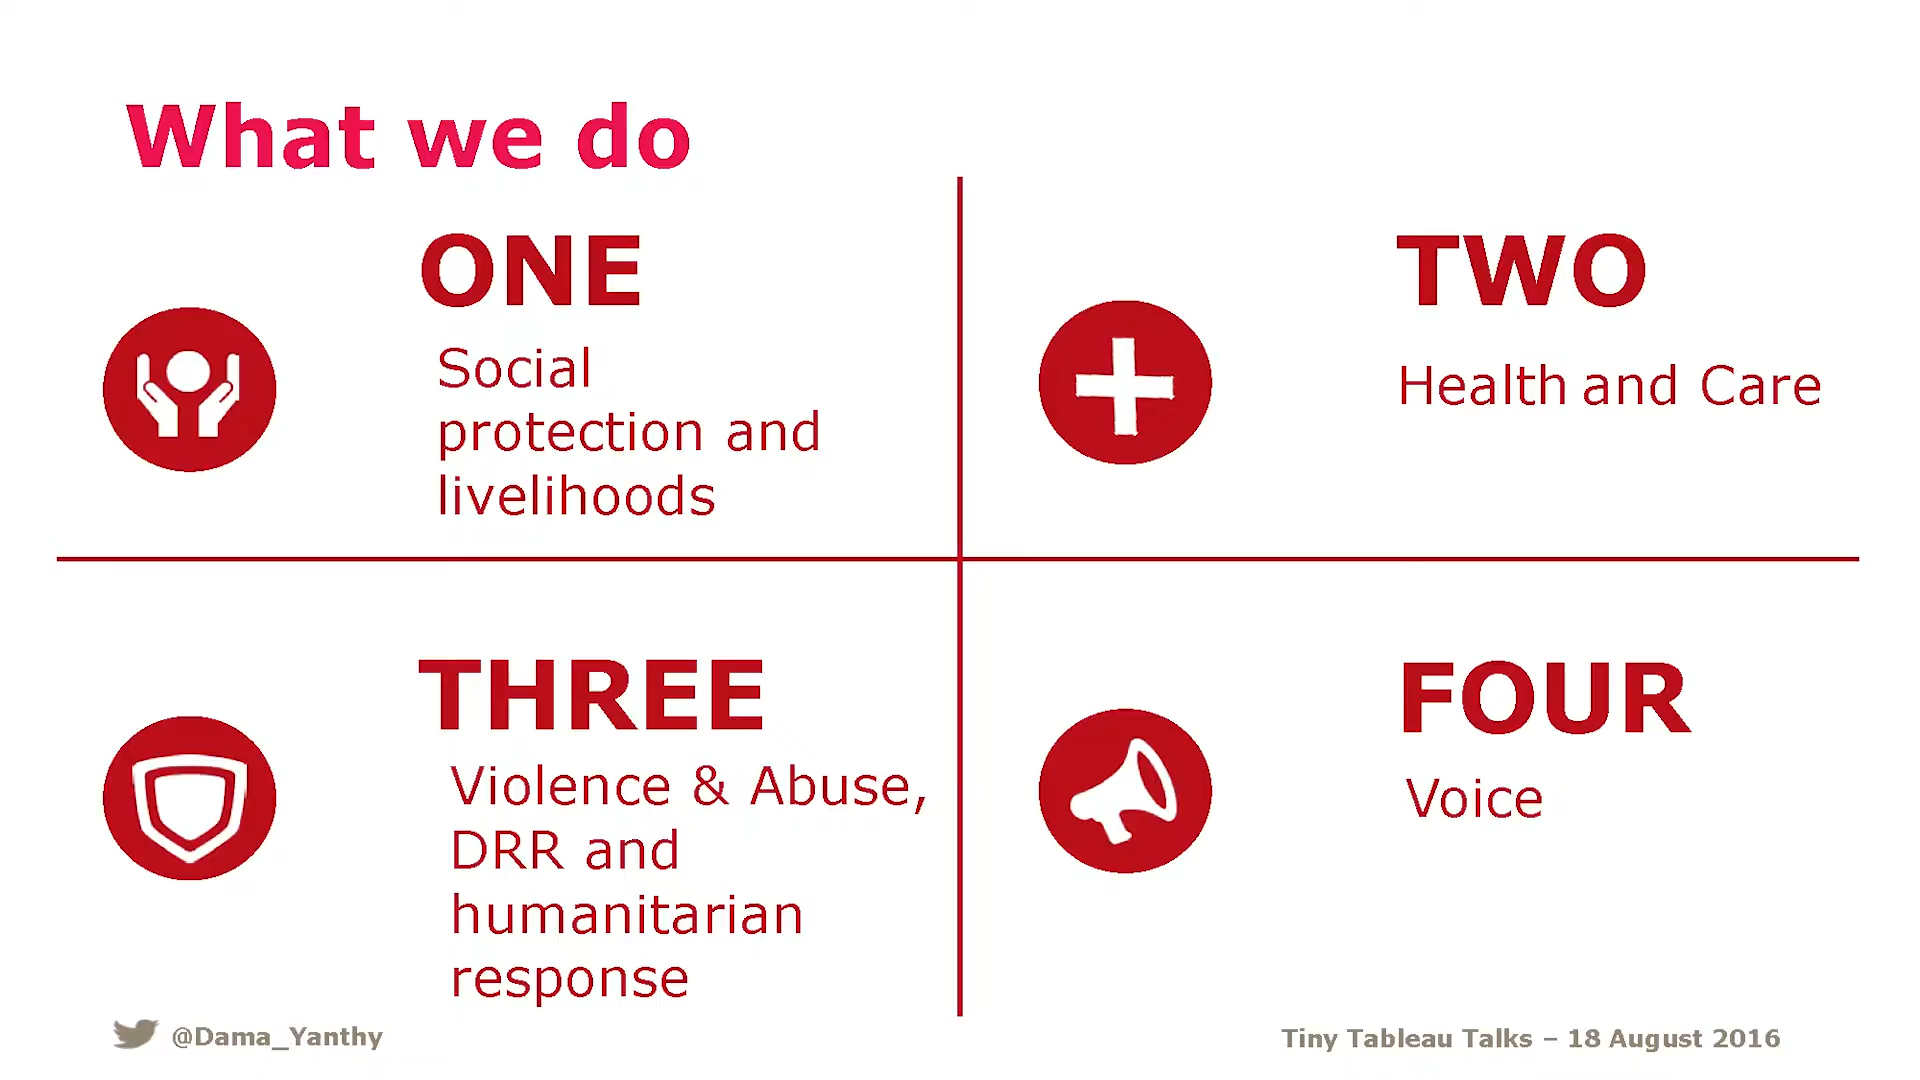 What we do
ONE
Social
protection and
livelihoods
TWO
Health and Care
THREE
Violence & Abuse,
DRR and
humanitarian
response
FOUR
Voice
@Dama_Yanthy
Tiny Tableau Talks – 18 August 2016